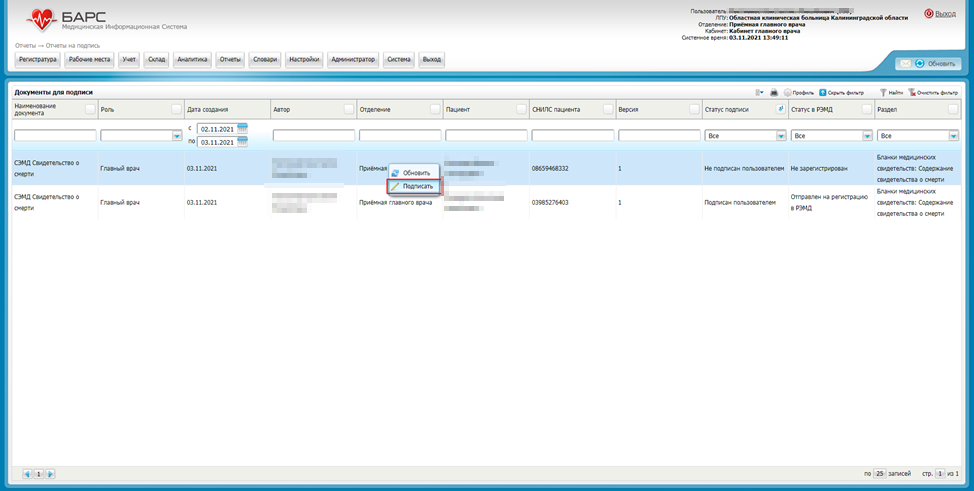 БАРС
Медицинская Информационная Система
Пользователь:
ЛПУ: Областная клиническая больница Калининградской области
Отделение: Приёмная главного врача
Кабинет: Кабинет главного врача
Системное время: 03.11.2021 13:49:11
Выход
Отчеты → Отчеты на подпись
Регистратура Рабочие места Учет Склад Аналитика Отчеты Словари Настройки Администратор Система Выход
Обновить
Документы для подписи
Профиль Скрыть фильтр Найти Очистить фильтр
Наименование документа Роль Дата создания Автор Отделение Пациент СНИЛС пациента Версия Статус подписи Статус в РЭМД Раздел
с 02.11.2021
по 03.11.2021
Все Все Все
СЭМД Свидетельство о смерти Главный врач 03.11.2021 Приёмная 08659468332 1 Не подписан пользователем Не зарегистрирован Бланки медицинских свидетельств: Содержание свидетельства о смерти
Обновить
Подписать
СЭМД Свидетельство о смерти Главный врач 03.11.2021 Приёмная главного врача 03985276403 1 Подписан пользователем Отправлен на регистрацию в РЭМД Бланки медицинских свидетельств: Содержание свидетельства о смерти
1
по 25 записей стр. 1 из 1